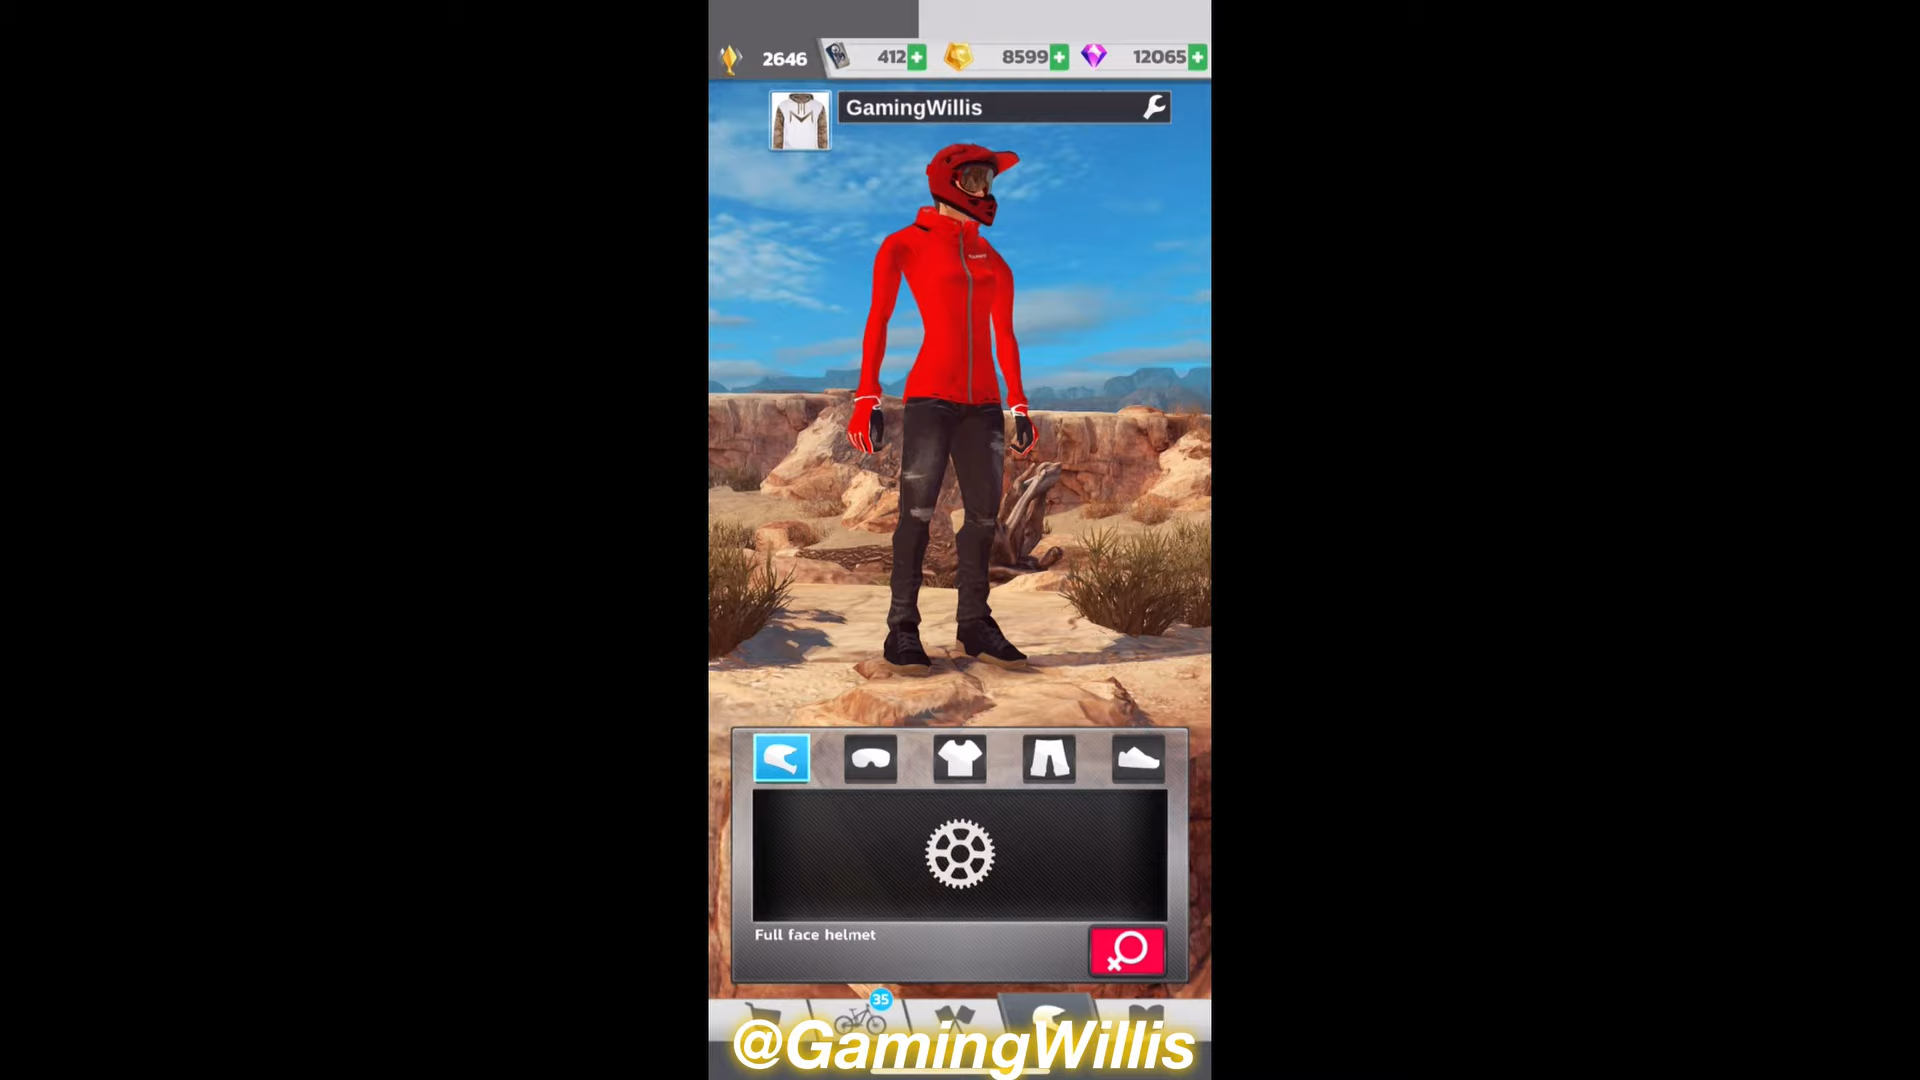 2646 412 8599 12065
GamingWillis
Full face helmet
35
@GamingWillis